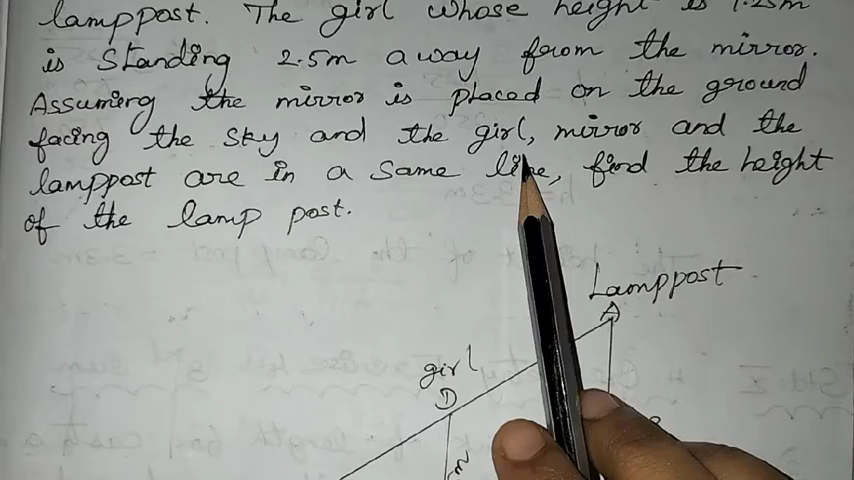 lamppost. The girl whose height is 1.25m
is standing 2.5m away from the mirror.
Assuming the mirror is placed on the ground
facing the sky and the girl, mirror and the
lamppost are in a same line, find the height
of the lamp post.
Lamppost
A
girl
D